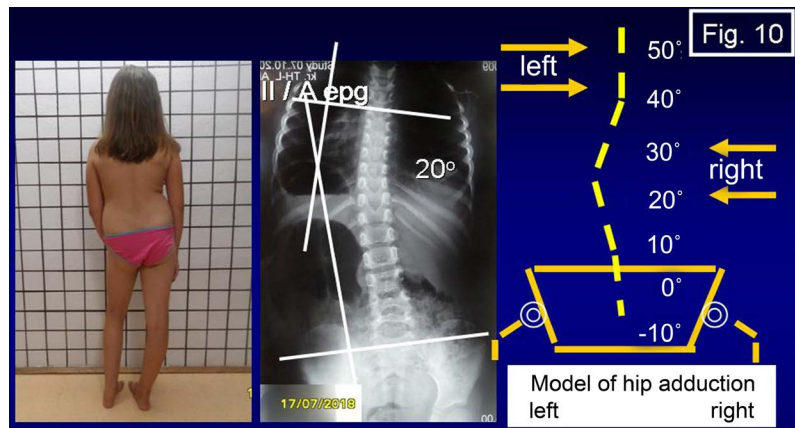 II / A epg
20°
17/07/2018
Fig. 10
left
right
50°
40°
30°
20°
10°
0°
-10°
Model of hip adduction
left right